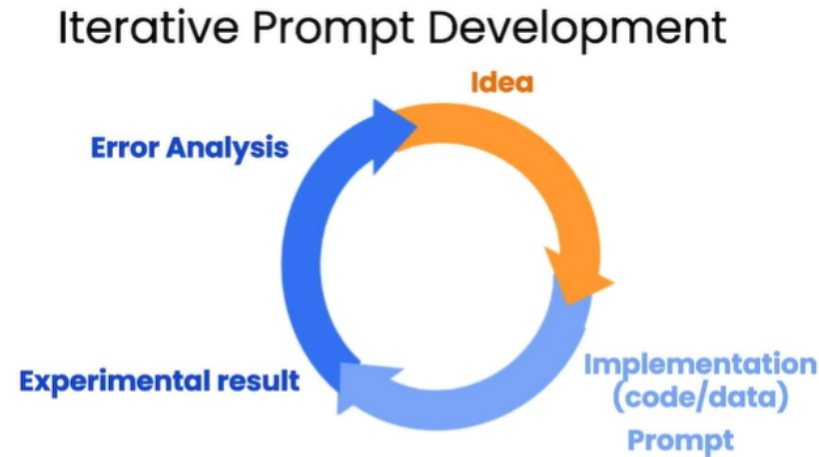 Iterative Prompt Development
Idea
Error Analysis
Implementation
(code/data)
Experimental result
Prompt